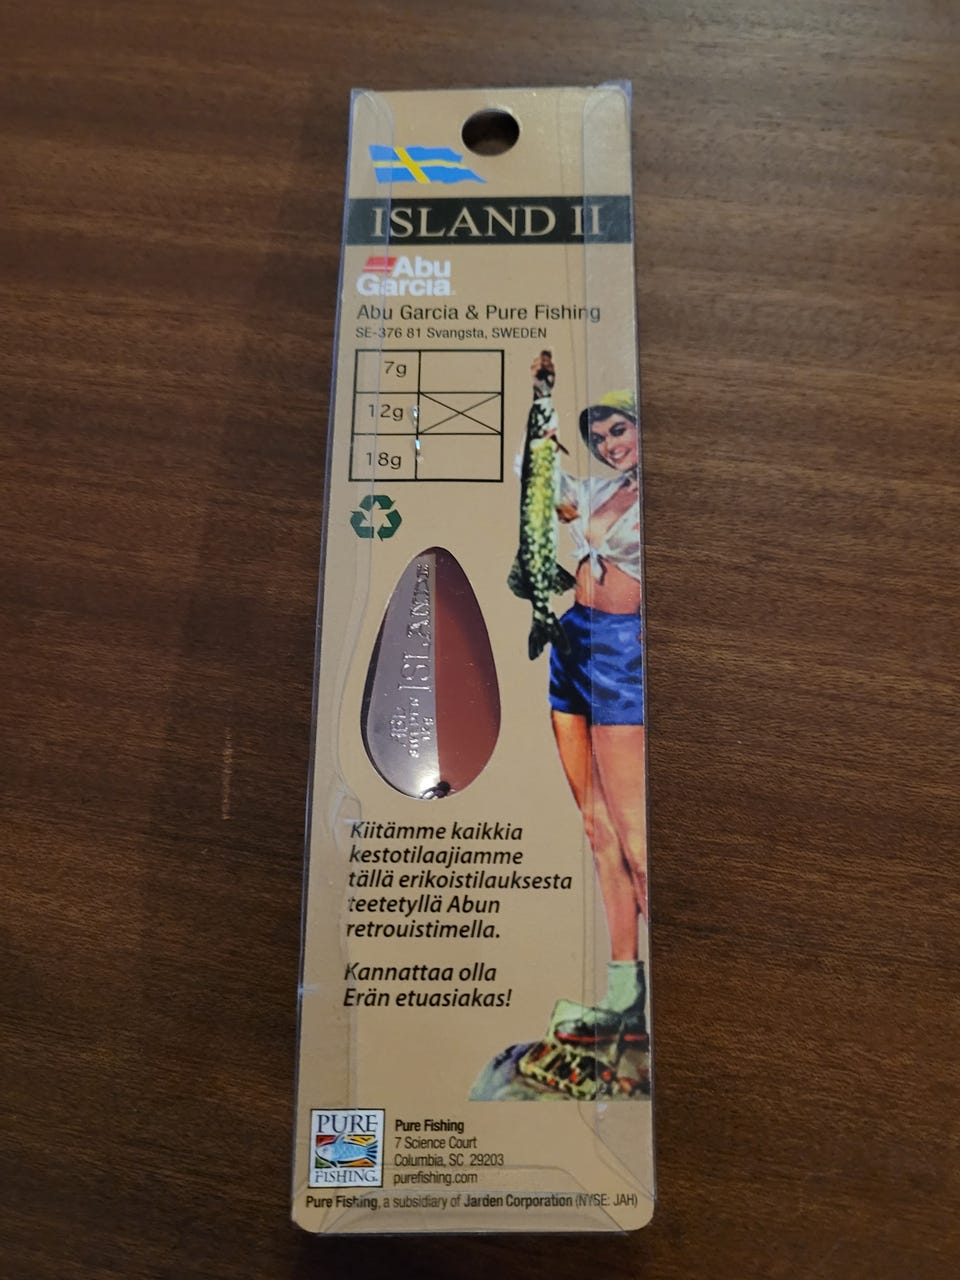 ISLAND II
Abu
Garcia
Abu Garcia & Pure Fishing
SE-376 81 Svangsta, SWEDEN
7g
12g
18g
ISLAND
ABU
Kiitämme kaikkia
kestotilaajiamme
tällä erikoistilauksesta
teetetyllä Abun
retrouistimella.
Kannattaa olla
Erän etuasiakas!
PURE
FISHING
Pure Fishing
7 Science Court
Columbia, SC 29203
purefishing.com
Pure Fishing, a subsidiary of Jarden Corporation (NYSE: JAH)